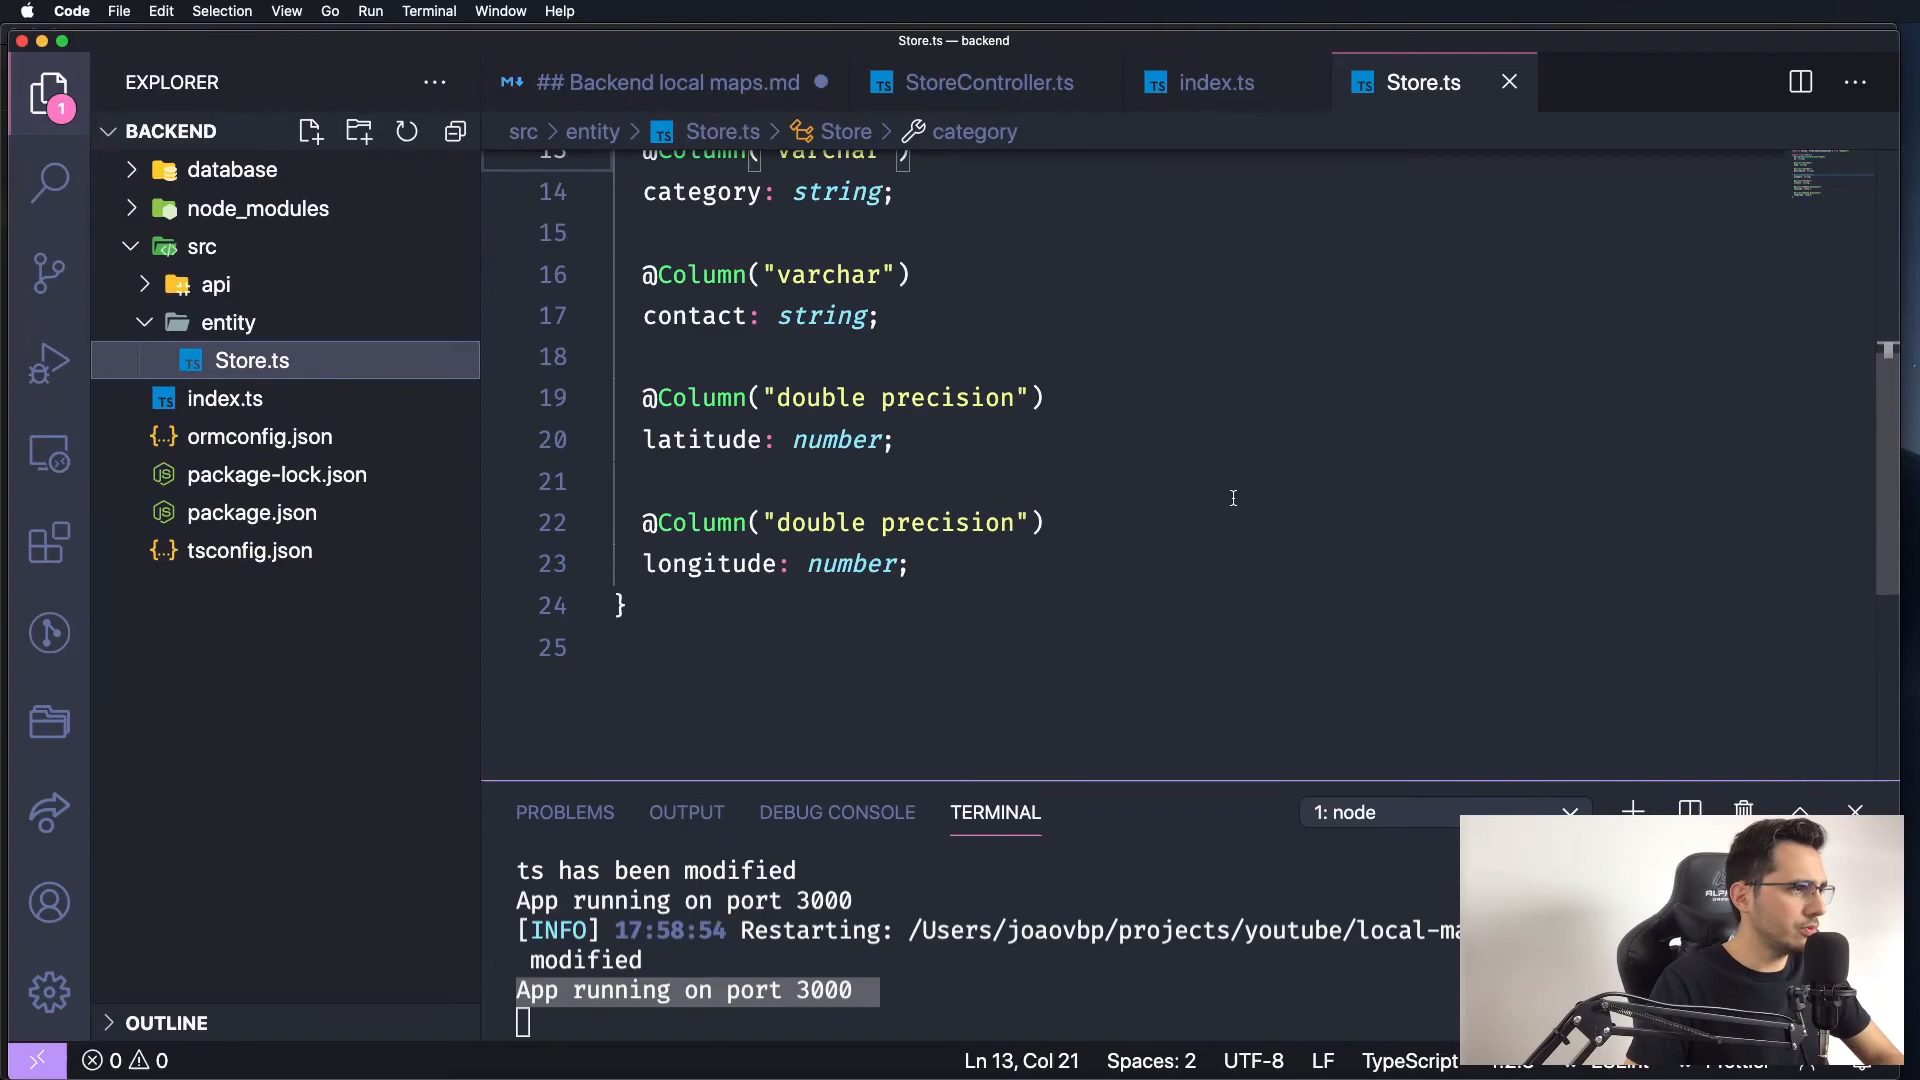 Code File Edit Selection View Go Run Terminal Window Help
Store.ts — backend
EXPLORER
BACKEND
database
node_modules
src
api
entity
Store.ts
index.ts
ormconfig.json
package-lock.json
package.json
tsconfig.json
OUTLINE
1
## Backend local maps.md
StoreController.ts
index.ts
Store.ts
src > entity > Store.ts > Store > category
13 @Column("varchar")
14 category: string;
15
16 @Column("varchar")
17 contact: string;
18
19 @Column("double precision")
20 latitude: number;
21
22 @Column("double precision")
23 longitude: number;
24 }
25
PROBLEMS OUTPUT DEBUG CONSOLE TERMINAL 1: node
ts has been modified
App running on port 3000
[INFO] 17:58:54 Restarting: /Users/joaovbp/projects/youtube/local-ma
modified
App running on port 3000
0 0 Ln 13, Col 21 Spaces: 2 UTF-8 LF TypeScript